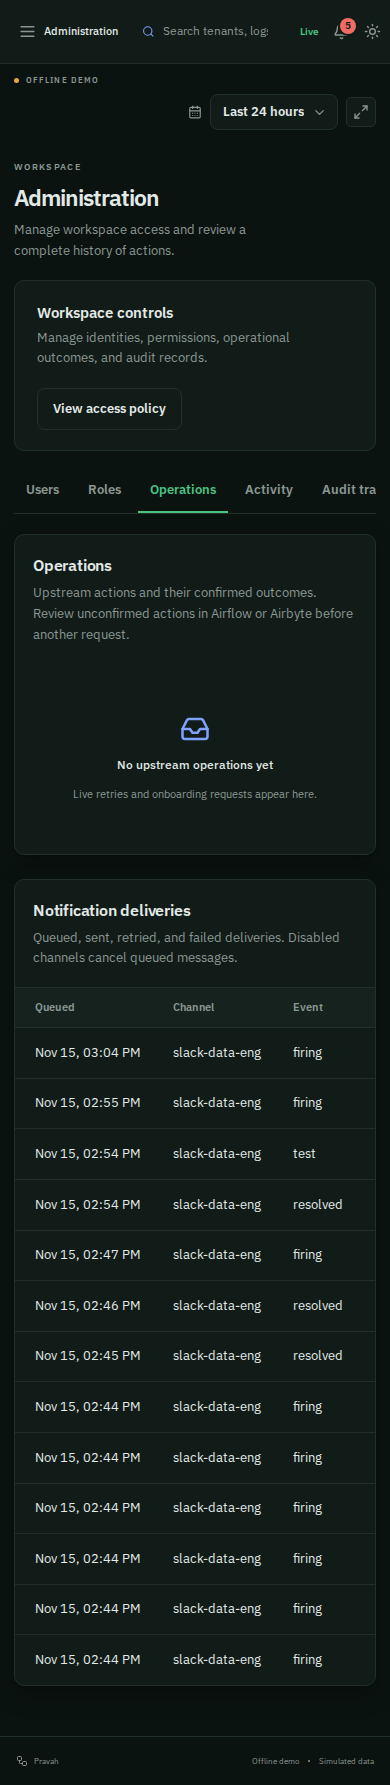 Administration
Search tenants, log
Live
5
OFFLINE DEMO
Last 24 hours
WORKSPACE
Administration
Manage workspace access and review a
complete history of actions.
Workspace controls
Manage identities, permissions, operational
outcomes, and audit records.
View access policy
Users Roles Operations Activity Audit tra
Operations
Upstream actions and their confirmed outcomes.
Review unconfirmed actions in Airflow or Airbyte before
another request.
No upstream operations yet
Live retries and onboarding requests appear here.
Notification deliveries
Queued, sent, retried, and failed deliveries. Disabled
channels cancel queued messages.
Queued Channel Event
Nov 15, 03:04 PM slack-data-eng firing
Nov 15, 02:55 PM slack-data-eng firing
Nov 15, 02:54 PM slack-data-eng test
Nov 15, 02:54 PM slack-data-eng resolved
Nov 15, 02:47 PM slack-data-eng firing
Nov 15, 02:46 PM slack-data-eng resolved
Nov 15, 02:45 PM slack-data-eng resolved
Nov 15, 02:44 PM slack-data-eng firing
Nov 15, 02:44 PM slack-data-eng firing
Nov 15, 02:44 PM slack-data-eng firing
Nov 15, 02:44 PM slack-data-eng firing
Nov 15, 02:44 PM slack-data-eng firing
Nov 15, 02:44 PM slack-data-eng firing
Pravah
Offline demo • Simulated data